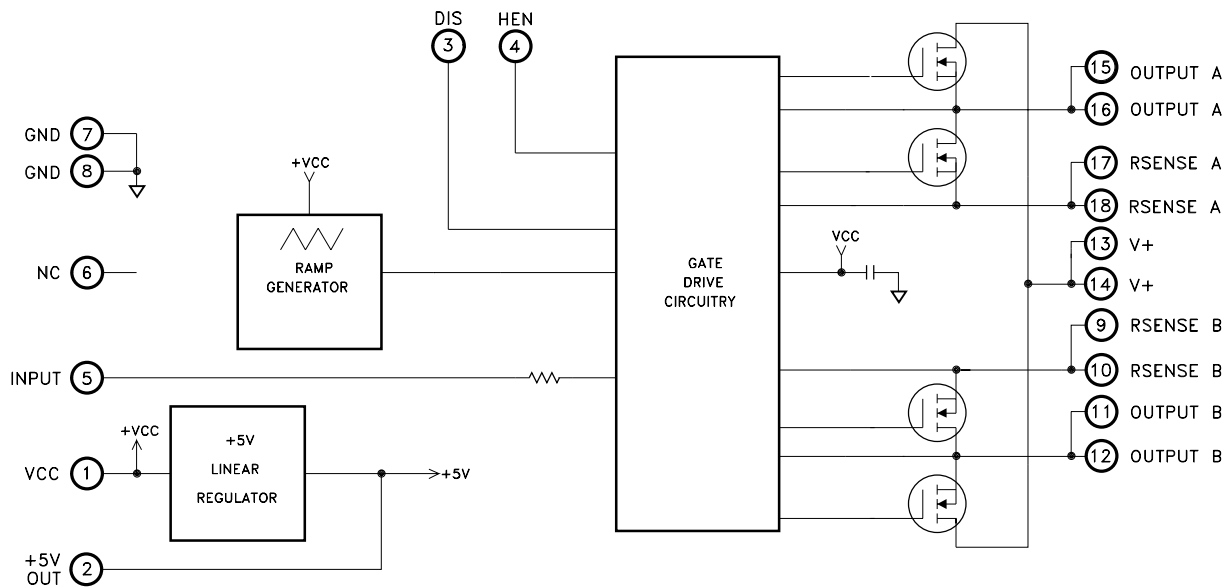 DIS
3
HEN
4
GND 7
GND 8
NC 6
INPUT 5
VCC 1
+5V
OUT 2
+VCC
RAMP
GENERATOR
+VCC
+5V
LINEAR
REGULATOR
+5V
GATE
DRIVE
CIRCUITRY
VCC
15 OUTPUT A
16 OUTPUT A
17 RSENSE A
18 RSENSE A
13 V+
14 V+
9 RSENSE B
10 RSENSE B
11 OUTPUT B
12 OUTPUT B